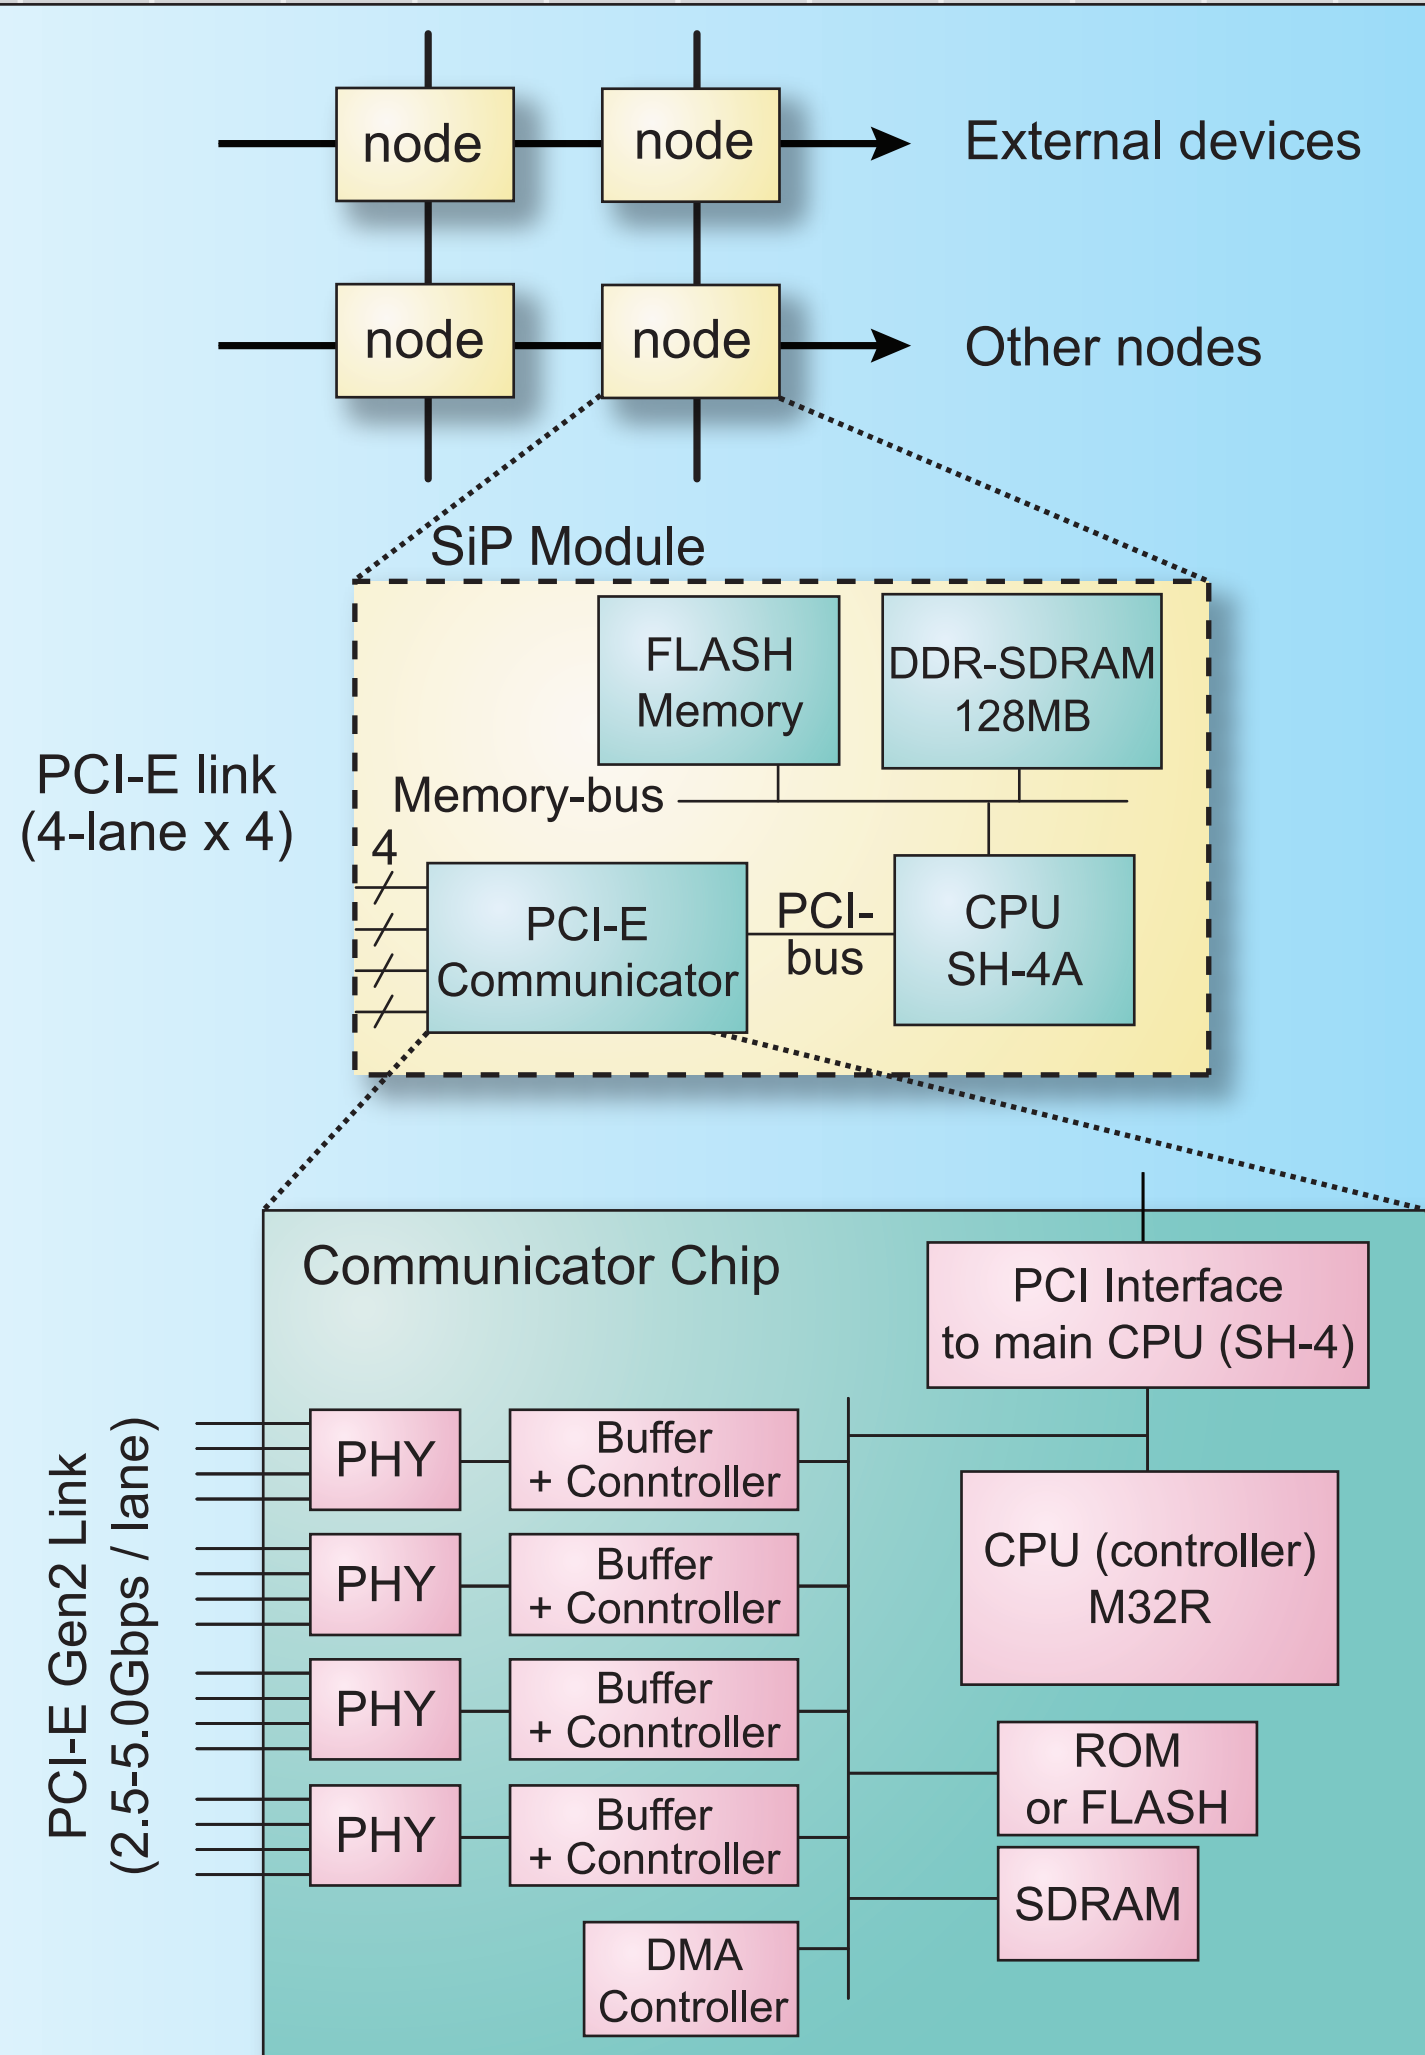 node
node
External devices
node
node
Other nodes
SiP Module
FLASH
Memory
DDR-SDRAM
128MB
PCI-E link
(4-lane x 4)
Memory-bus
4
PCI-E
Communicator
PCI-
bus
CPU
SH-4A
Communicator Chip
PCI Interface
to main CPU (SH-4)
PCI-E Gen2 Link
(2.5-5.0Gbps / lane)
PHY
Buffer
+ Conntroller
PHY
Buffer
+ Conntroller
PHY
Buffer
+ Conntroller
PHY
Buffer
+ Conntroller
CPU (controller)
M32R
ROM
or FLASH
SDRAM
DMA
Controller